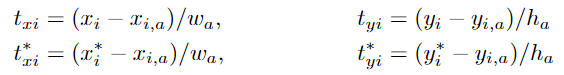 t_{xi} = (x_i − x_{i,a})/w_a, t_{yi} = (y_i − y_{i,a})/h_a
t^*_{xi} = (x^*_i − x_{i,a})/w_a, t^*_{yi} = (y^*_i − y_{i,a})/h_a